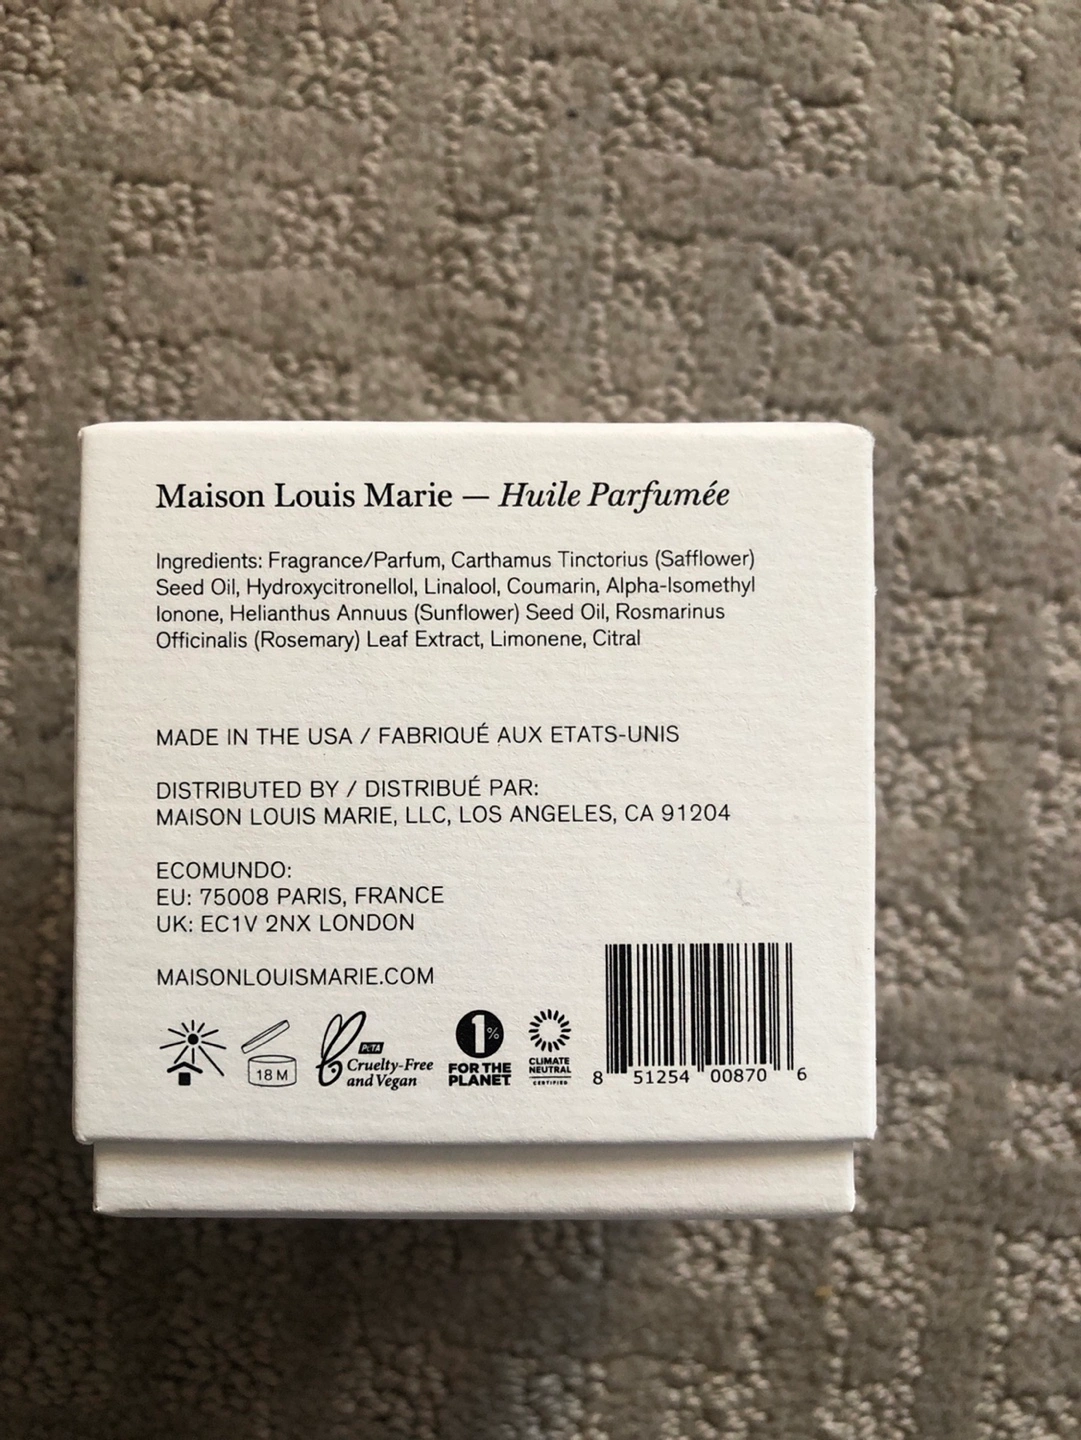 Maison Louis Marie — Huile Parfumée
Ingredients: Fragrance/Parfum, Carthamus Tinctorius (Safflower)
Seed Oil, Hydroxycitronellol, Linalool, Coumarin, Alpha-Isomethyl
Ionone, Helianthus Annuus (Sunflower) Seed Oil, Rosmarinus
Officinalis (Rosemary) Leaf Extract, Limonene, Citral
MADE IN THE USA / FABRIQUÉ AUX ETATS-UNIS
DISTRIBUTED BY / DISTRIBUÉ PAR:
MAISON LOUIS MARIE, LLC, LOS ANGELES, CA 91204
ECOMUNDO:
EU: 75008 PARIS, FRANCE
UK: EC1V 2NX LONDON
MAISONLOUISMARIE.COM
18 M
PETA
Cruelty-Free
and Vegan
1%
FOR THE
PLANET
CLIMATE
NEUTRAL
CERTIFIED
8 51254 00870 6